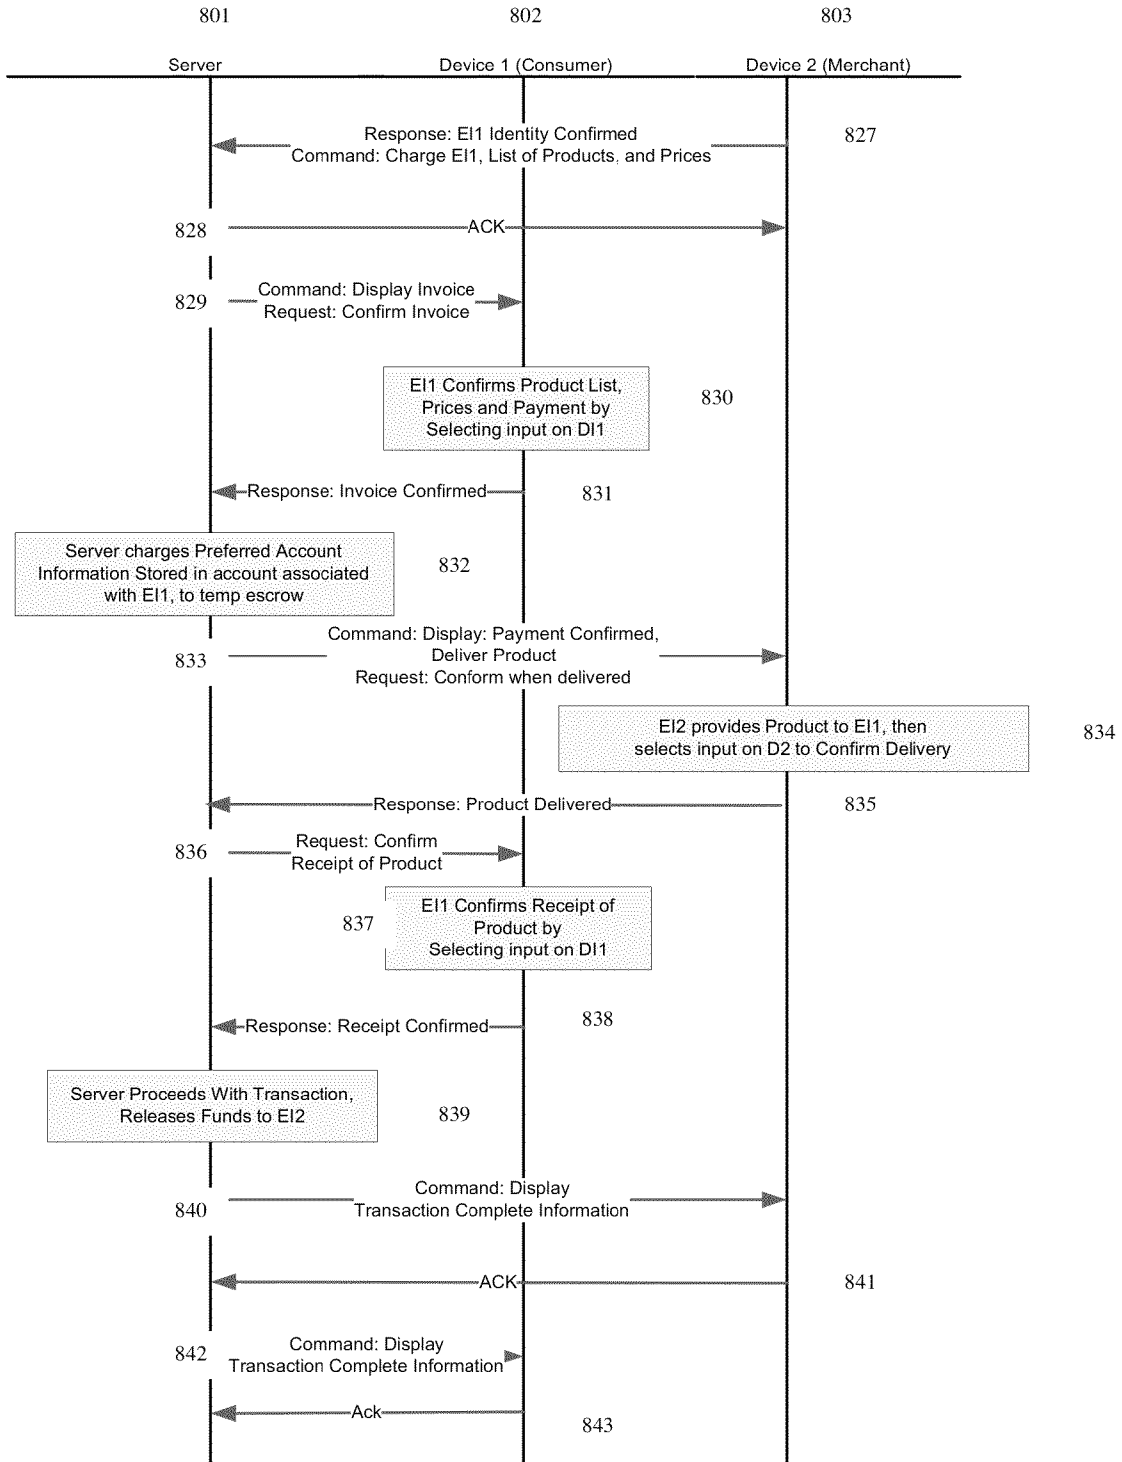 801
802
803
Server
Device 1 (Consumer)
Device 2 (Merchant)
Response: EI1 Identity Confirmed
Command: Charge EI1, List of Products, and Prices
827
828
ACK
829
Command: Display Invoice
Request: Confirm Invoice
EI1 Confirms Product List,
Prices and Payment by
Selecting input on DI1
830
Response: Invoice Confirmed
831
Server charges Preferred Account
Information Stored in account associated
with EI1, to temp escrow
832
833
Command: Display: Payment Confirmed,
Deliver Product
Request: Conform when delivered
EI2 provides Product to EI1, then
selects input on D2 to Confirm Delivery
834
Response: Product Delivered
835
836
Request: Confirm
Receipt of Product
837
EI1 Confirms Receipt of
Product by
Selecting input on DI1
Response: Receipt Confirmed
838
Server Proceeds With Transaction,
Releases Funds to EI2
839
840
Command: Display
Transaction Complete Information
ACK
841
842
Command: Display
Transaction Complete Information
Ack
843